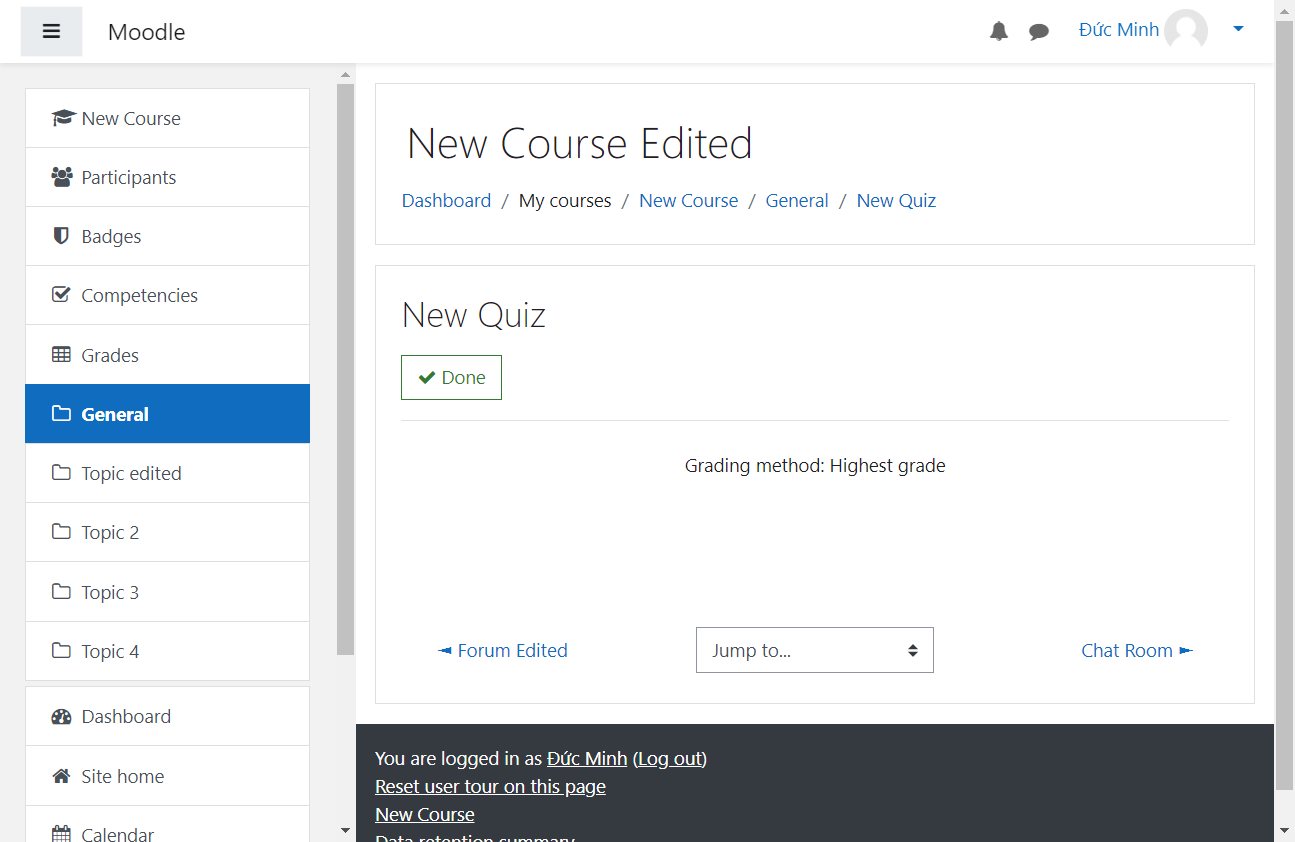 Moodle
Đức Minh
New Course
Participants
Badges
Competencies
Grades
General
Topic edited
Topic 2
Topic 3
Topic 4
Dashboard
Site home
Calendar
New Course Edited
Dashboard / My courses / New Course / General / New Quiz
New Quiz
Done
Grading method: Highest grade
◄ Forum Edited
Jump to...
Chat Room ►
You are logged in as Đức Minh (Log out)
Reset user tour on this page
New Course
Data retention summary